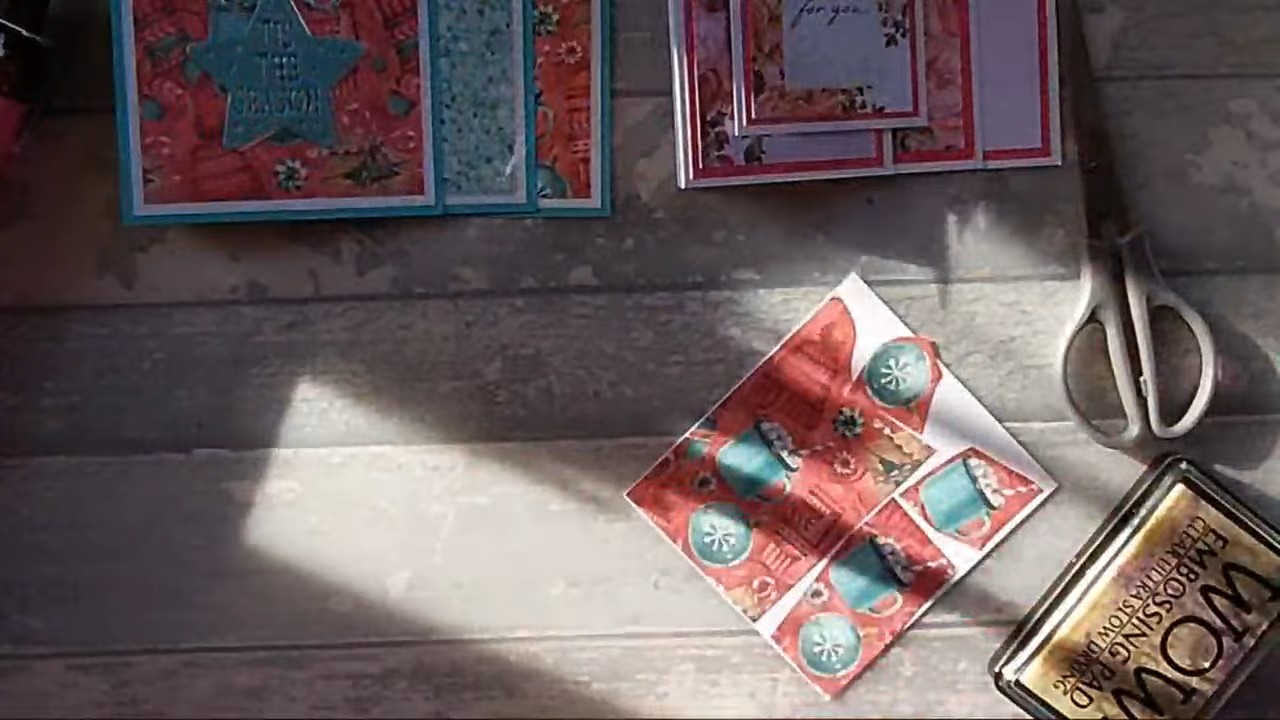 'TIS
THE
SEASON
for you
WOW
EMBOSSING PAD
CLEAR ULTRA SLOW DRYING